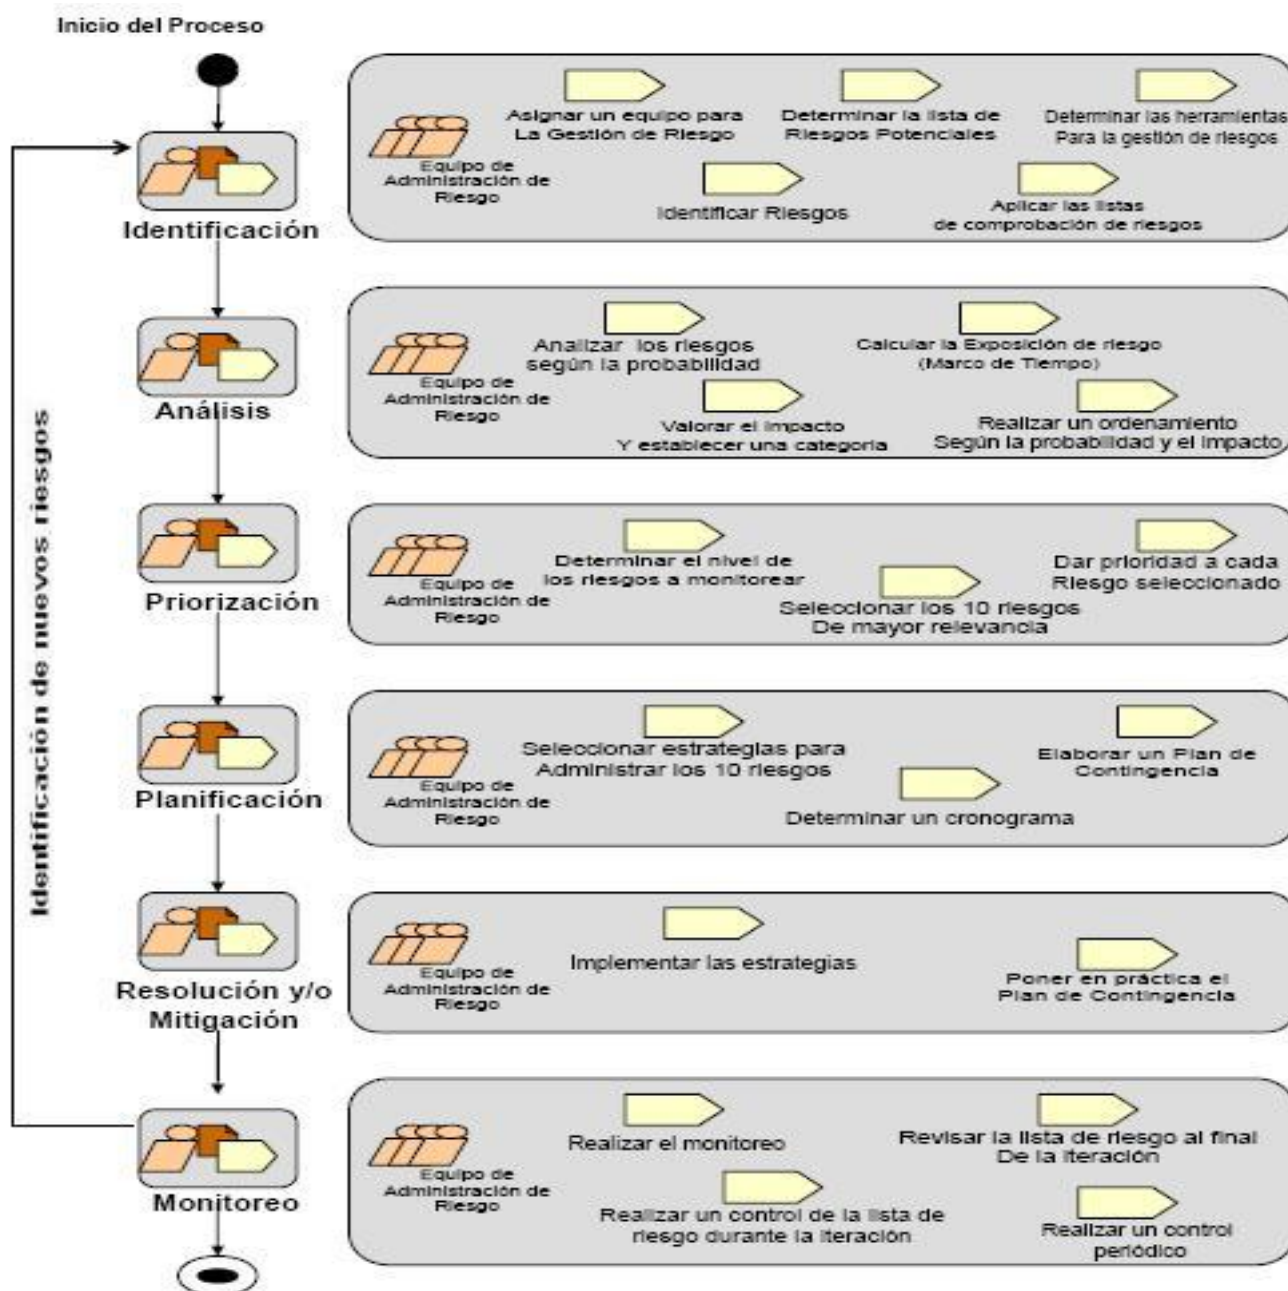 Inicio del Proceso
Asignar un equipo para
La Gestión de Riesgo
Determinar la lista de
Riesgos Potenciales
Determinar las herramientas
Para la gestión de riesgos
Equipo de
Administración de
Riesgo
Identificar Riesgos
Aplicar las listas
de comprobación de riesgos
Identificación
Analizar los riesgos
según la probabilidad
Calcular la Exposición de riesgo
(Marco de Tiempo)
Equipo de
Administración de
Riesgo
Valorar el impacto
Y establecer una categoría
Realizar un ordenamiento
Según la probabilidad y el impacto
Análisis
Identificación de nuevos riesgos
Determinar el nivel de
los riesgos a monitorear
Dar prioridad a cada
Riesgo seleccionado
Equipo de
Administración de
Riesgo
Seleccionar los 10 riesgos
De mayor relevancia
Priorización
Seleccionar estrategias para
Administrar los 10 riesgos
Elaborar un Plan de
Contingencia
Equipo de
Administración de
Riesgo
Determinar un cronograma
Planificación
Implementar las estrategias
Poner en práctica el
Plan de Contingencia
Equipo de
Administración de
Riesgo
Resolución y/o
Mitigación
Realizar el monitoreo
Revisar la lista de riesgo al final
De la iteración
Equipo de
Administración de
Riesgo
Realizar un control de la lista de
riesgo durante la iteración
Realizar un control
periódico
Monitoreo